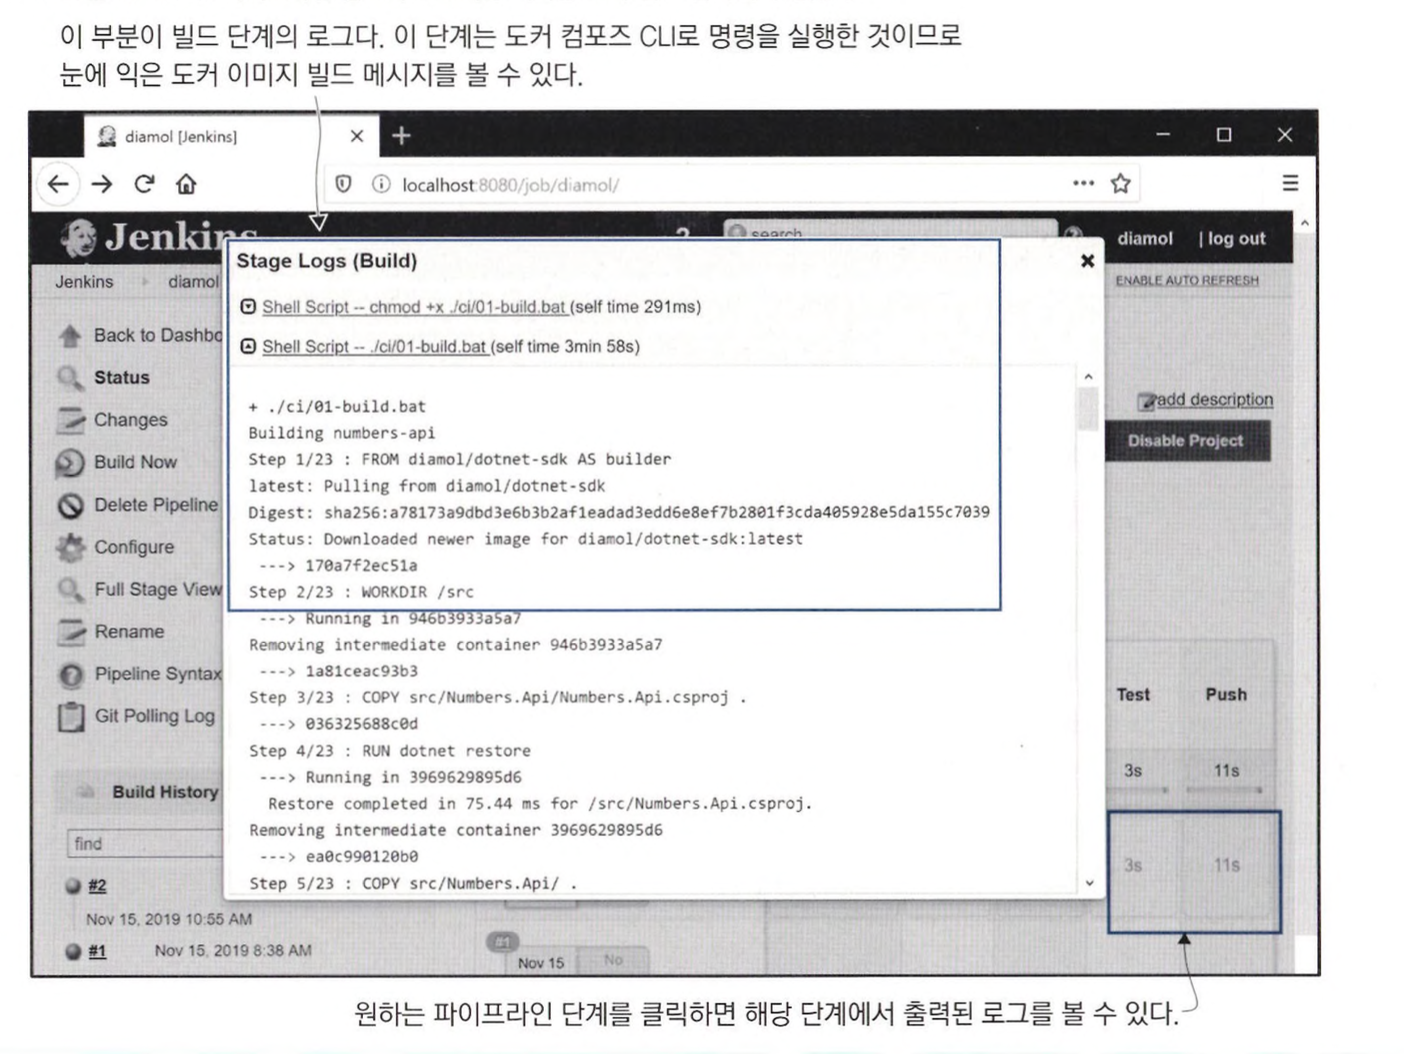 이 부분이 빌드 단계의 로그다. 이 단계는 도커 컴포즈 CLI로 명령을 실행한 것이므로
눈에 익은 도커 이미지 빌드 메시지를 볼 수 있다.
diamol [Jenkins]
localhost:8080/job/diamol/
Jenkins
search
diamol | log out
Jenkins diamol
ENABLE AUTO REFRESH
Back to Dashbo
Status
Changes
Build Now
Delete Pipeline
Configure
Full Stage View
Rename
Pipeline Syntax
Git Polling Log
Build History
find
#2
Nov 15, 2019 10:55 AM
#1 Nov 15, 2019 8:38 AM
Stage Logs (Build)
Shell Script -- chmod +x ./ci/01-build.bat (self time 291ms)
Shell Script -- ./ci/01-build.bat (self time 3min 58s)
+ ./ci/01-build.bat
Building numbers-api
Step 1/23 : FROM diamol/dotnet-sdk AS builder
latest: Pulling from diamol/dotnet-sdk
Digest: sha256:a78173a9dbd3e6b3b2af1eadad3edd6e8ef7b2801f3cda405928e5da155c7039
Status: Downloaded newer image for diamol/dotnet-sdk:latest
---> 170a7f2ec51a
Step 2/23 : WORKDIR /src
---> Running in 946b3933a5a7
Removing intermediate container 946b3933a5a7
---> 1a81ceac93b3
Step 3/23 : COPY src/Numbers.Api/Numbers.Api.csproj .
---> 036325688c0d
Step 4/23 : RUN dotnet restore
---> Running in 3969629895d6
Restore completed in 75.44 ms for /src/Numbers.Api.csproj.
Removing intermediate container 3969629895d6
---> ea0c990120b0
Step 5/23 : COPY src/Numbers.Api/ .
add description
Disable Project
Test Push
3s 11s
3s 11s
#1
Nov 15 No
원하는 파이프라인 단계를 클릭하면 해당 단계에서 출력된 로그를 볼 수 있다.